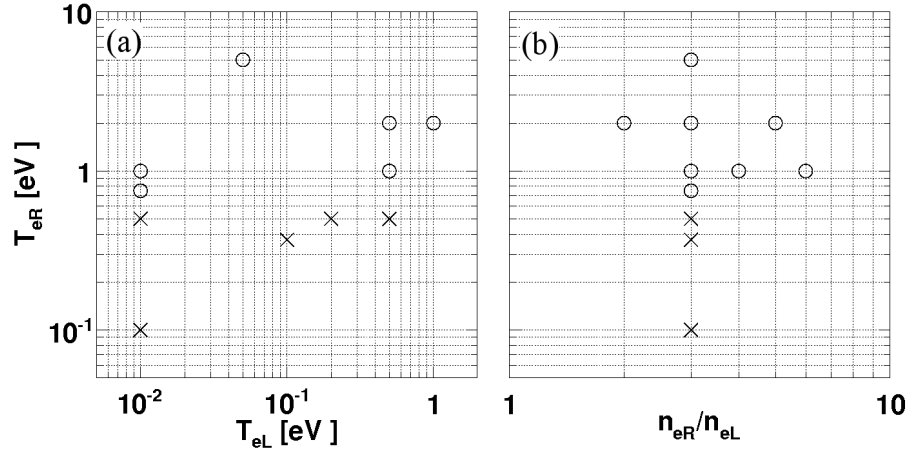 (a)
(b)
10
1
10⁻¹
T_eR [eV]
10⁻² 10⁻¹ 1
T_eL [eV]
1 10
n_eR/n_eL